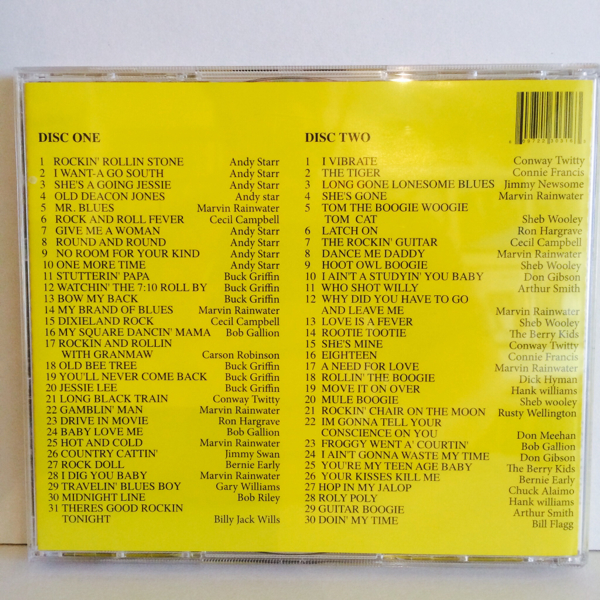 DISC ONE
1 ROCKIN' ROLLIN STONE Andy Starr
2 I WANT-A GO SOUTH Andy Starr
3 SHE'S A GOING JESSIE Andy Starr
4 OLD DEACON JONES Andy star
5 MR. BLUES Marvin Rainwater
6 ROCK AND ROLL FEVER Cecil Campbell
7 GIVE ME A WOMAN Andy Starr
8 ROUND AND ROUND Andy Starr
9 NO ROOM FOR YOUR KIND Andy Starr
10 ONE MORE TIME Andy Starr
11 STUTTERIN' PAPA Buck Griffin
12 WATCHIN' THE 7:10 ROLL BY Buck Griffin
13 BOW MY BACK Buck Griffin
14 MY BRAND OF BLUES Marvin Rainwater
15 DIXIELAND ROCK Cecil Campbell
16 MY SQUARE DANCIN' MAMA Bob Gallion
17 ROCKIN AND ROLLIN
WITH GRANMAW Carson Robinson
18 OLD BEE TREE Buck Griffin
19 YOU'LL NEVER COME BACK Buck Griffin
20 JESSIE LEE Buck Griffin
21 LONG BLACK TRAIN Conway Twitty
22 GAMBLIN' MAN Marvin Rainwater
23 DRIVE IN MOVIE Ron Hargrave
24 BABY LOVE ME Bob Gallion
25 HOT AND COLD Marvin Rainwater
26 COUNTRY CATTIN' Jimmy Swan
27 ROCK DOLL Bernie Early
28 I DIG YOU BABY Marvin Rainwater
29 TRAVELIN' BLUES BOY Gary Williams
30 MIDNIGHT LINE Bob Riley
31 THERES GOOD ROCKIN
TONIGHT Billy Jack Wills
DISC TWO
1 I VIBRATE Conway Twitty
2 THE TIGER Connie Francis
3 LONG GONE LONESOME BLUES Jimmy Newsome
4 SHE'S GONE Marvin Rainwater
5 TOM THE BOOGIE WOOGIE
TOM CAT Sheb Wooley
6 LATCH ON Ron Hargrave
7 THE ROCKIN' GUITAR Cecil Campbell
8 DANCE ME DADDY Marvin Rainwater
9 HOOT OWL BOOGIE Sheb Wooley
10 I AIN'T A STUDYIN' YOU BABY Don Gibson
11 WHO SHOT WILLY Arthur Smith
12 WHY DID YOU HAVE TO GO
AND LEAVE ME Marvin Rainwater
13 LOVE IS A FEVER Sheb Wooley
14 ROOTIE TOOTIE The Berry Kids
15 SHE'S MINE Conway Twitty
16 EIGHTEEN Connie Francis
17 A NEED FOR LOVE Marvin Rainwater
18 ROLLIN' THE BOOGIE Dick Hyman
19 MOVE IT ON OVER Hank williams
20 MULE BOOGIE Sheb wooley
21 ROCKIN' CHAIR ON THE MOON Rusty Wellington
22 IM GONNA TELL YOUR
CONSCIENCE ON YOU Don Meehan
23 FROGGY WENT A' COURTIN' Bob Gallion
24 I AIN'T GONNA WASTE MY TIME Don Gibson
25 YOU'RE MY TEEN AGE BABY The Berry Kids
26 YOUR KISSES KILL ME Bernie Early
27 HOP IN MY JALOP Chuck Alaimo
28 ROLY POLY Hank williams
29 GUITAR BOOGIE Arthur Smith
30 DOIN' MY TIME Bill Flagg